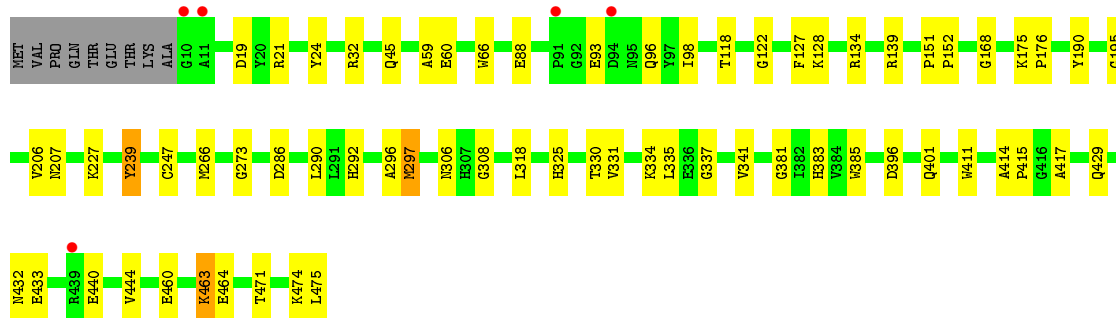 MET VAL PRO GLN THR GLU THR LYS ALA G10 A11 D19 Y20 R21 Y24 R32 Q45 A59 E60 W66 E88 P91 G92 E93 D94 N95 Q96 Y97 I98 T118 G122 F127 K128 R134 R139 P151 P152 G168 K175 P176 Y190 G195
V206 N207 K227 Y239 C247 M266 G273 D286 L290 L291 H292 A296 M297 N306 H307 G308 L318 H325 T330 V331 K334 L335 E336 G337 V341 G381 I382 H383 V384 W385 D396 Q401 W411 A414 P415 G416 A417 Q429
N432 E433 R439 E440 V444 E460 K463 E464 T471 K474 L475